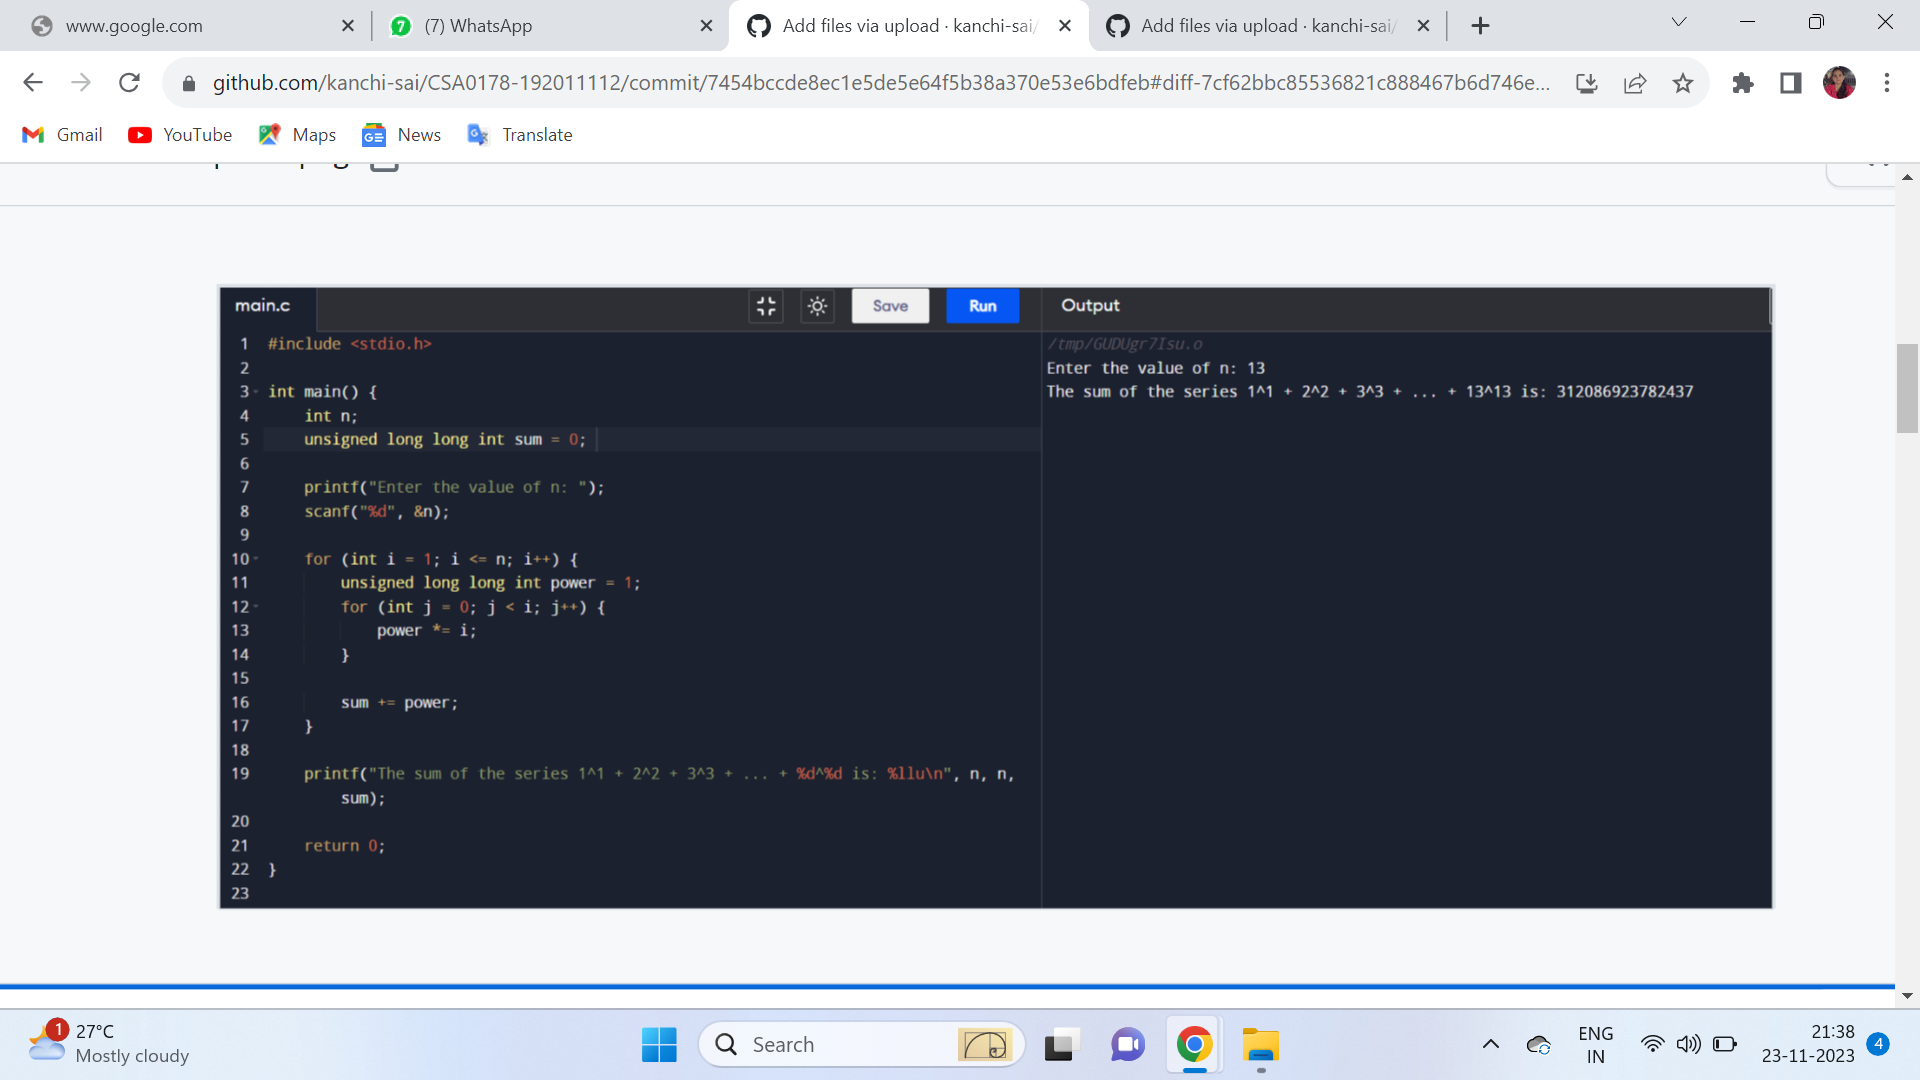 www.google.com
7 (7) WhatsApp
Add files via upload · kanchi-sai/
Add files via upload · kanchi-sai/
github.com/kanchi-sai/CSA0178-192011112/commit/7454bccde8ec1e5de5e64f5b38a370e53e6bdfeb#diff-7cf62bbc85536821c888467b6d746e...
Gmail YouTube Maps News Translate
main.c Save Run Output
1 #include <stdio.h>
2
3 int main() {
4 int n;
5 unsigned long long int sum = 0;
6
7 printf("Enter the value of n: ");
8 scanf("%d", &n);
9
10 for (int i = 1; i <= n; i++) {
11 unsigned long long int power = 1;
12 for (int j = 0; j < i; j++) {
13 power *= i;
14 }
15
16 sum += power;
17 }
18
19 printf("The sum of the series 1^1 + 2^2 + 3^3 + ... + %d^%d is: %llu\n", n, n,
sum);
20
21 return 0;
22 }
23
/tmp/GUDUgr7Isu.o
Enter the value of n: 13
The sum of the series 1^1 + 2^2 + 3^3 + ... + 13^13 is: 312086923782437
1 27°C
Mostly cloudy
Search
ENG
IN
21:38
23-11-2023
4